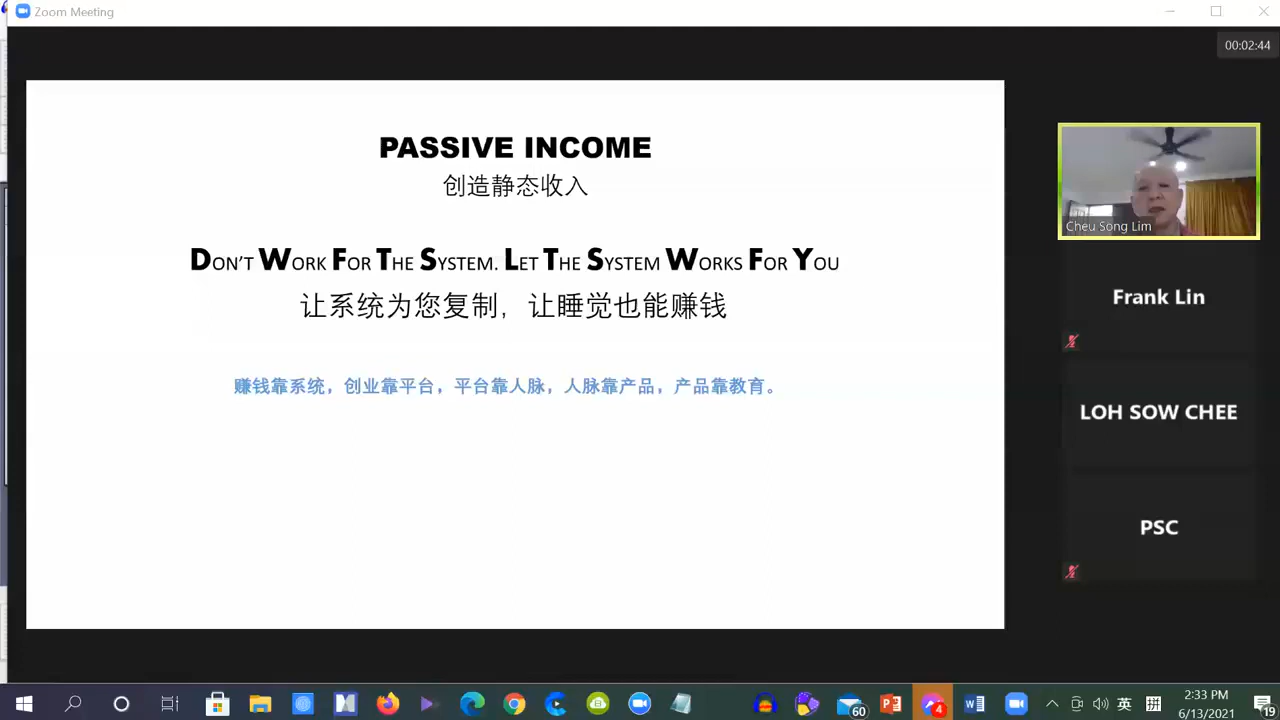 Zoom Meeting
00:02:44
PASSIVE INCOME
创造静态收入
DON'T WORK FOR THE SYSTEM. LET THE SYSTEM WORKS FOR YOU
让系统为您复制，让睡觉也能赚钱
赚钱靠系统，创业靠平台，平台靠人脉，人脉靠产品，产品靠教育。
Cheu Song Lim
Frank Lin
LOH SOW CHEE
PSC
60
4
英
拼
2:33 PM
6/13/2021
19